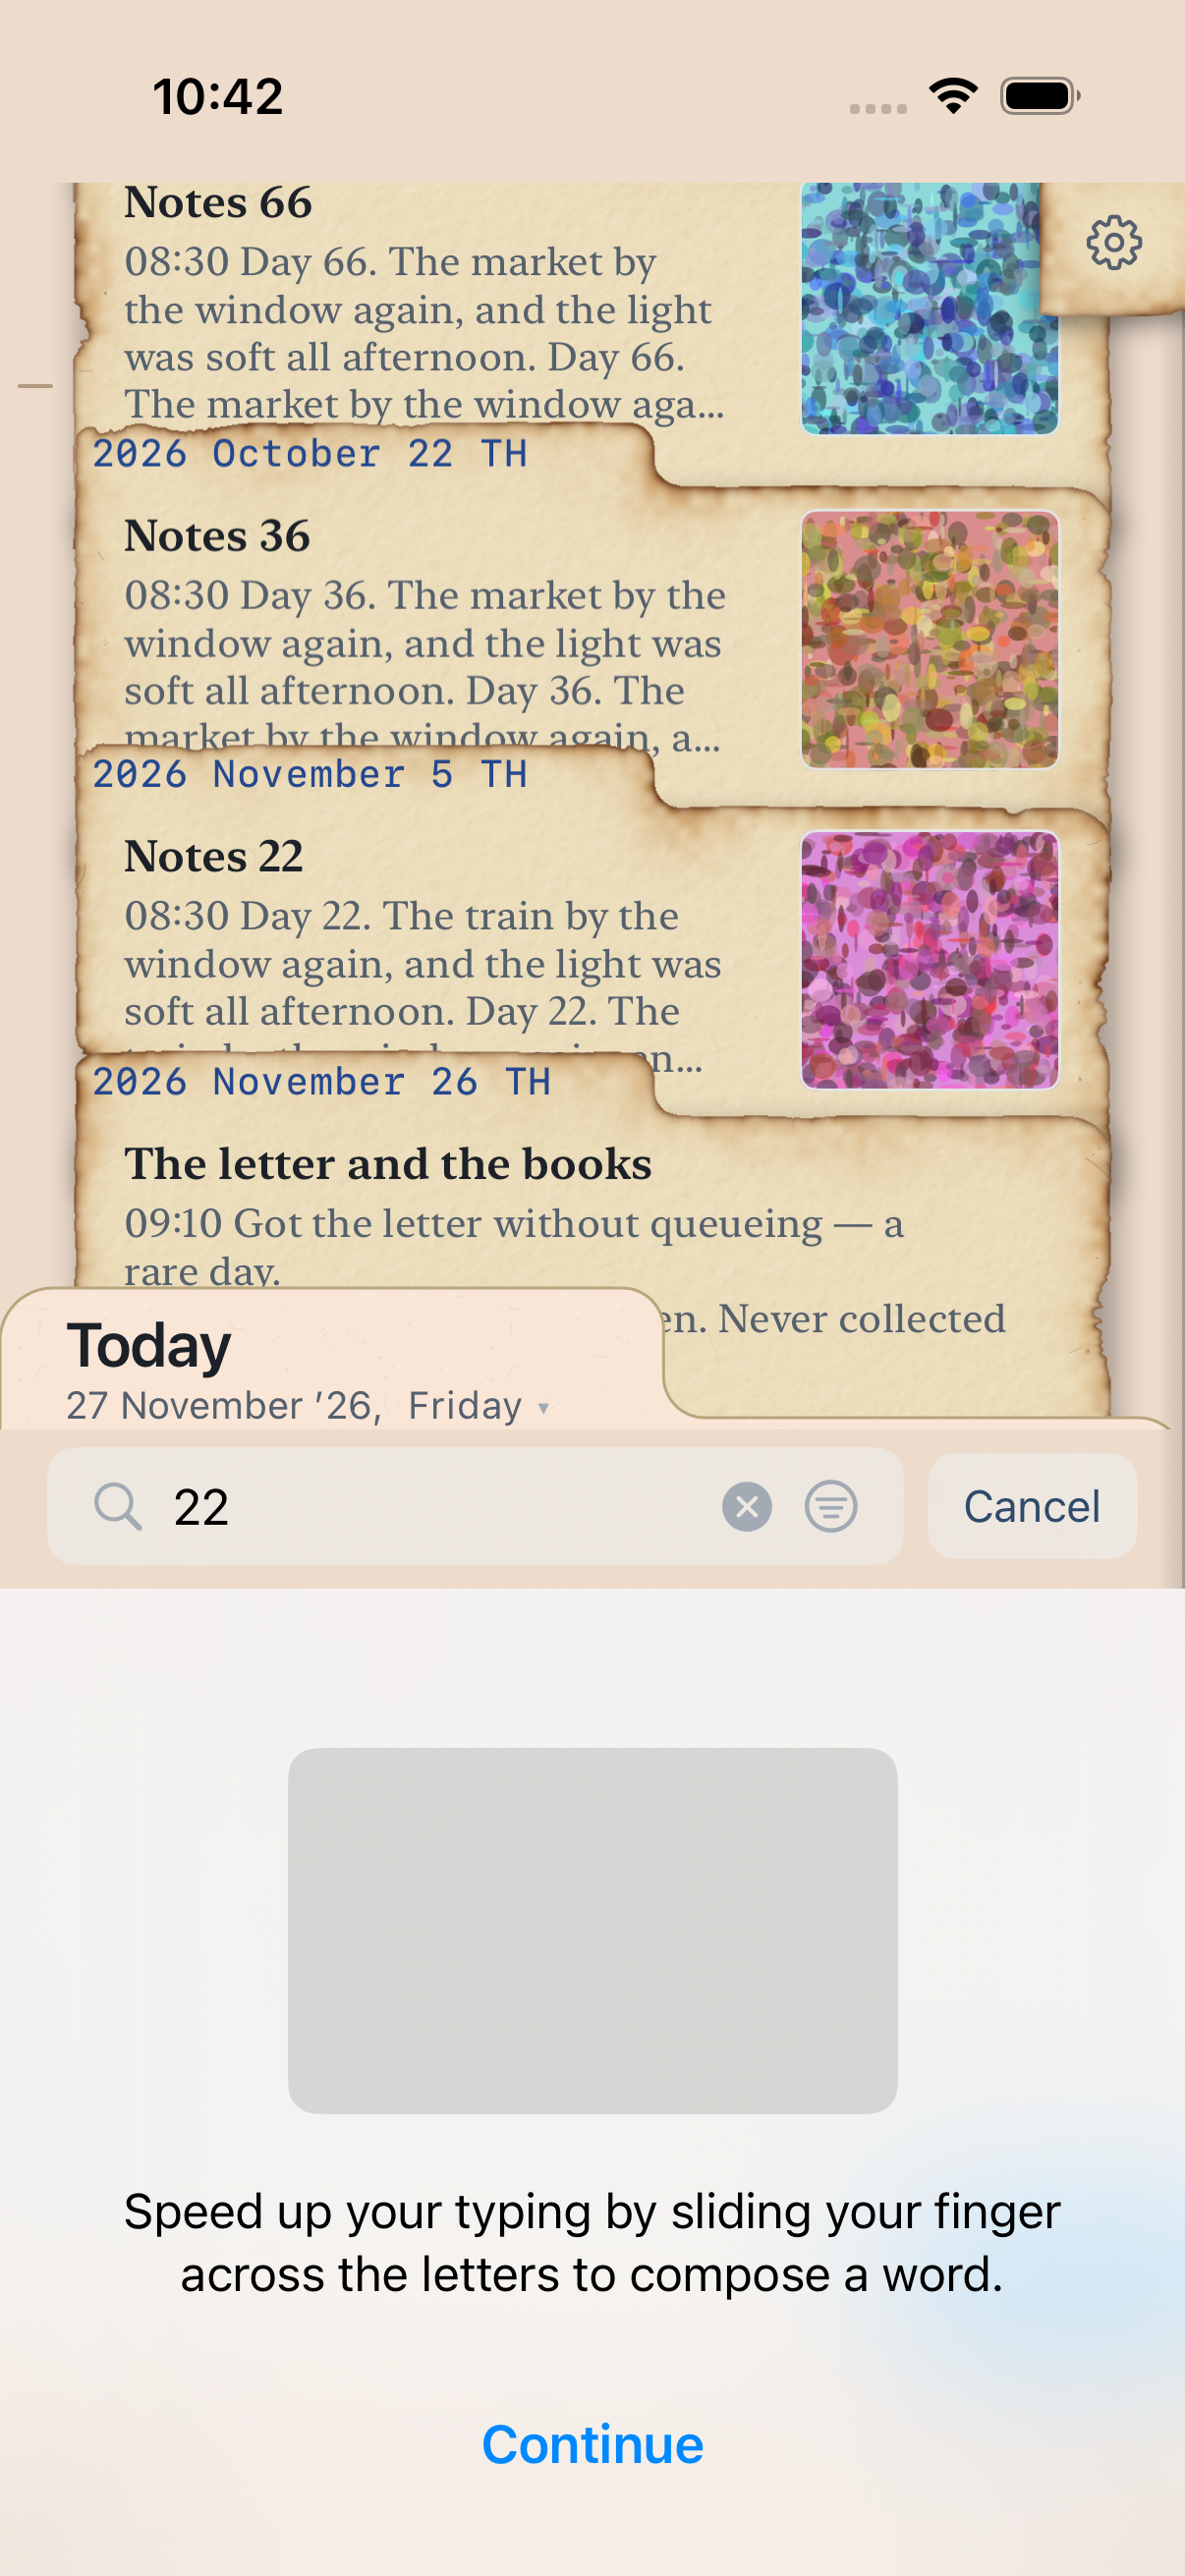 10:42
Notes 66
08:30 Day 66. The market by
the window again, and the light
was soft all afternoon. Day 66.
The market by the window aga...
2026 October 22 TH
Notes 36
08:30 Day 36. The market by the
window again, and the light was
soft all afternoon. Day 36. The
market by the window again, a...
2026 November 5 TH
Notes 22
08:30 Day 22. The train by the
window again, and the light was
soft all afternoon. Day 22. The
2026 November 26 TH
The letter and the books
09:10 Got the letter without queueing — a
rare day.
Never collected
Today
27 November ’26, Friday ▾
22
Cancel
Speed up your typing by sliding your finger
across the letters to compose a word.
Continue